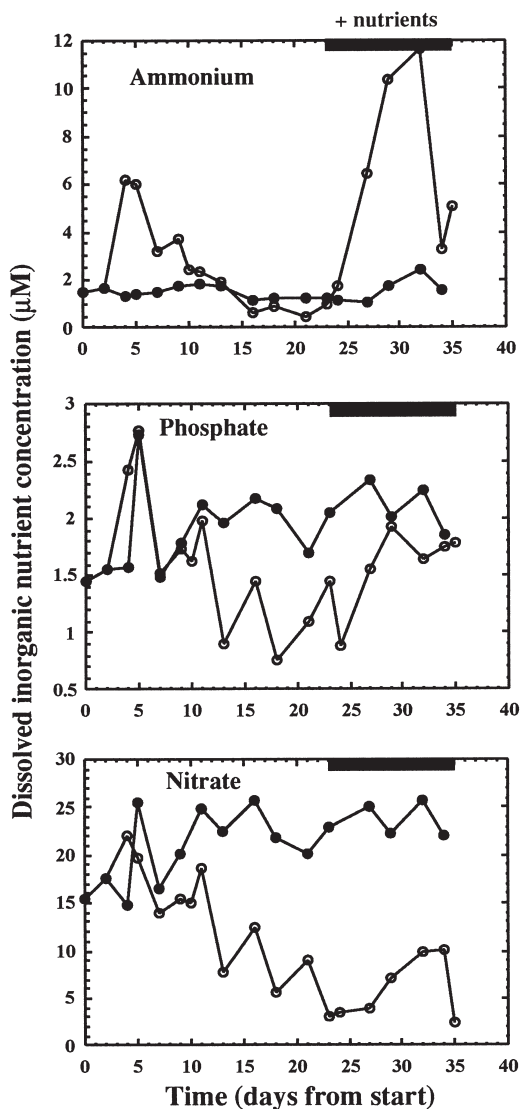 + nutrients
Ammonium
12
10
8
6
4
2
0
0 5 10 15 20 25 30 35 40
Phosphate
3
2.5
2
1.5
1
0.5
0 5 10 15 20 25 30 35 40
Nitrate
30
25
20
15
10
5
0
0 5 10 15 20 25 30 35 40
Dissolved inorganic nutrient concentration (μM)
Time (days from start)